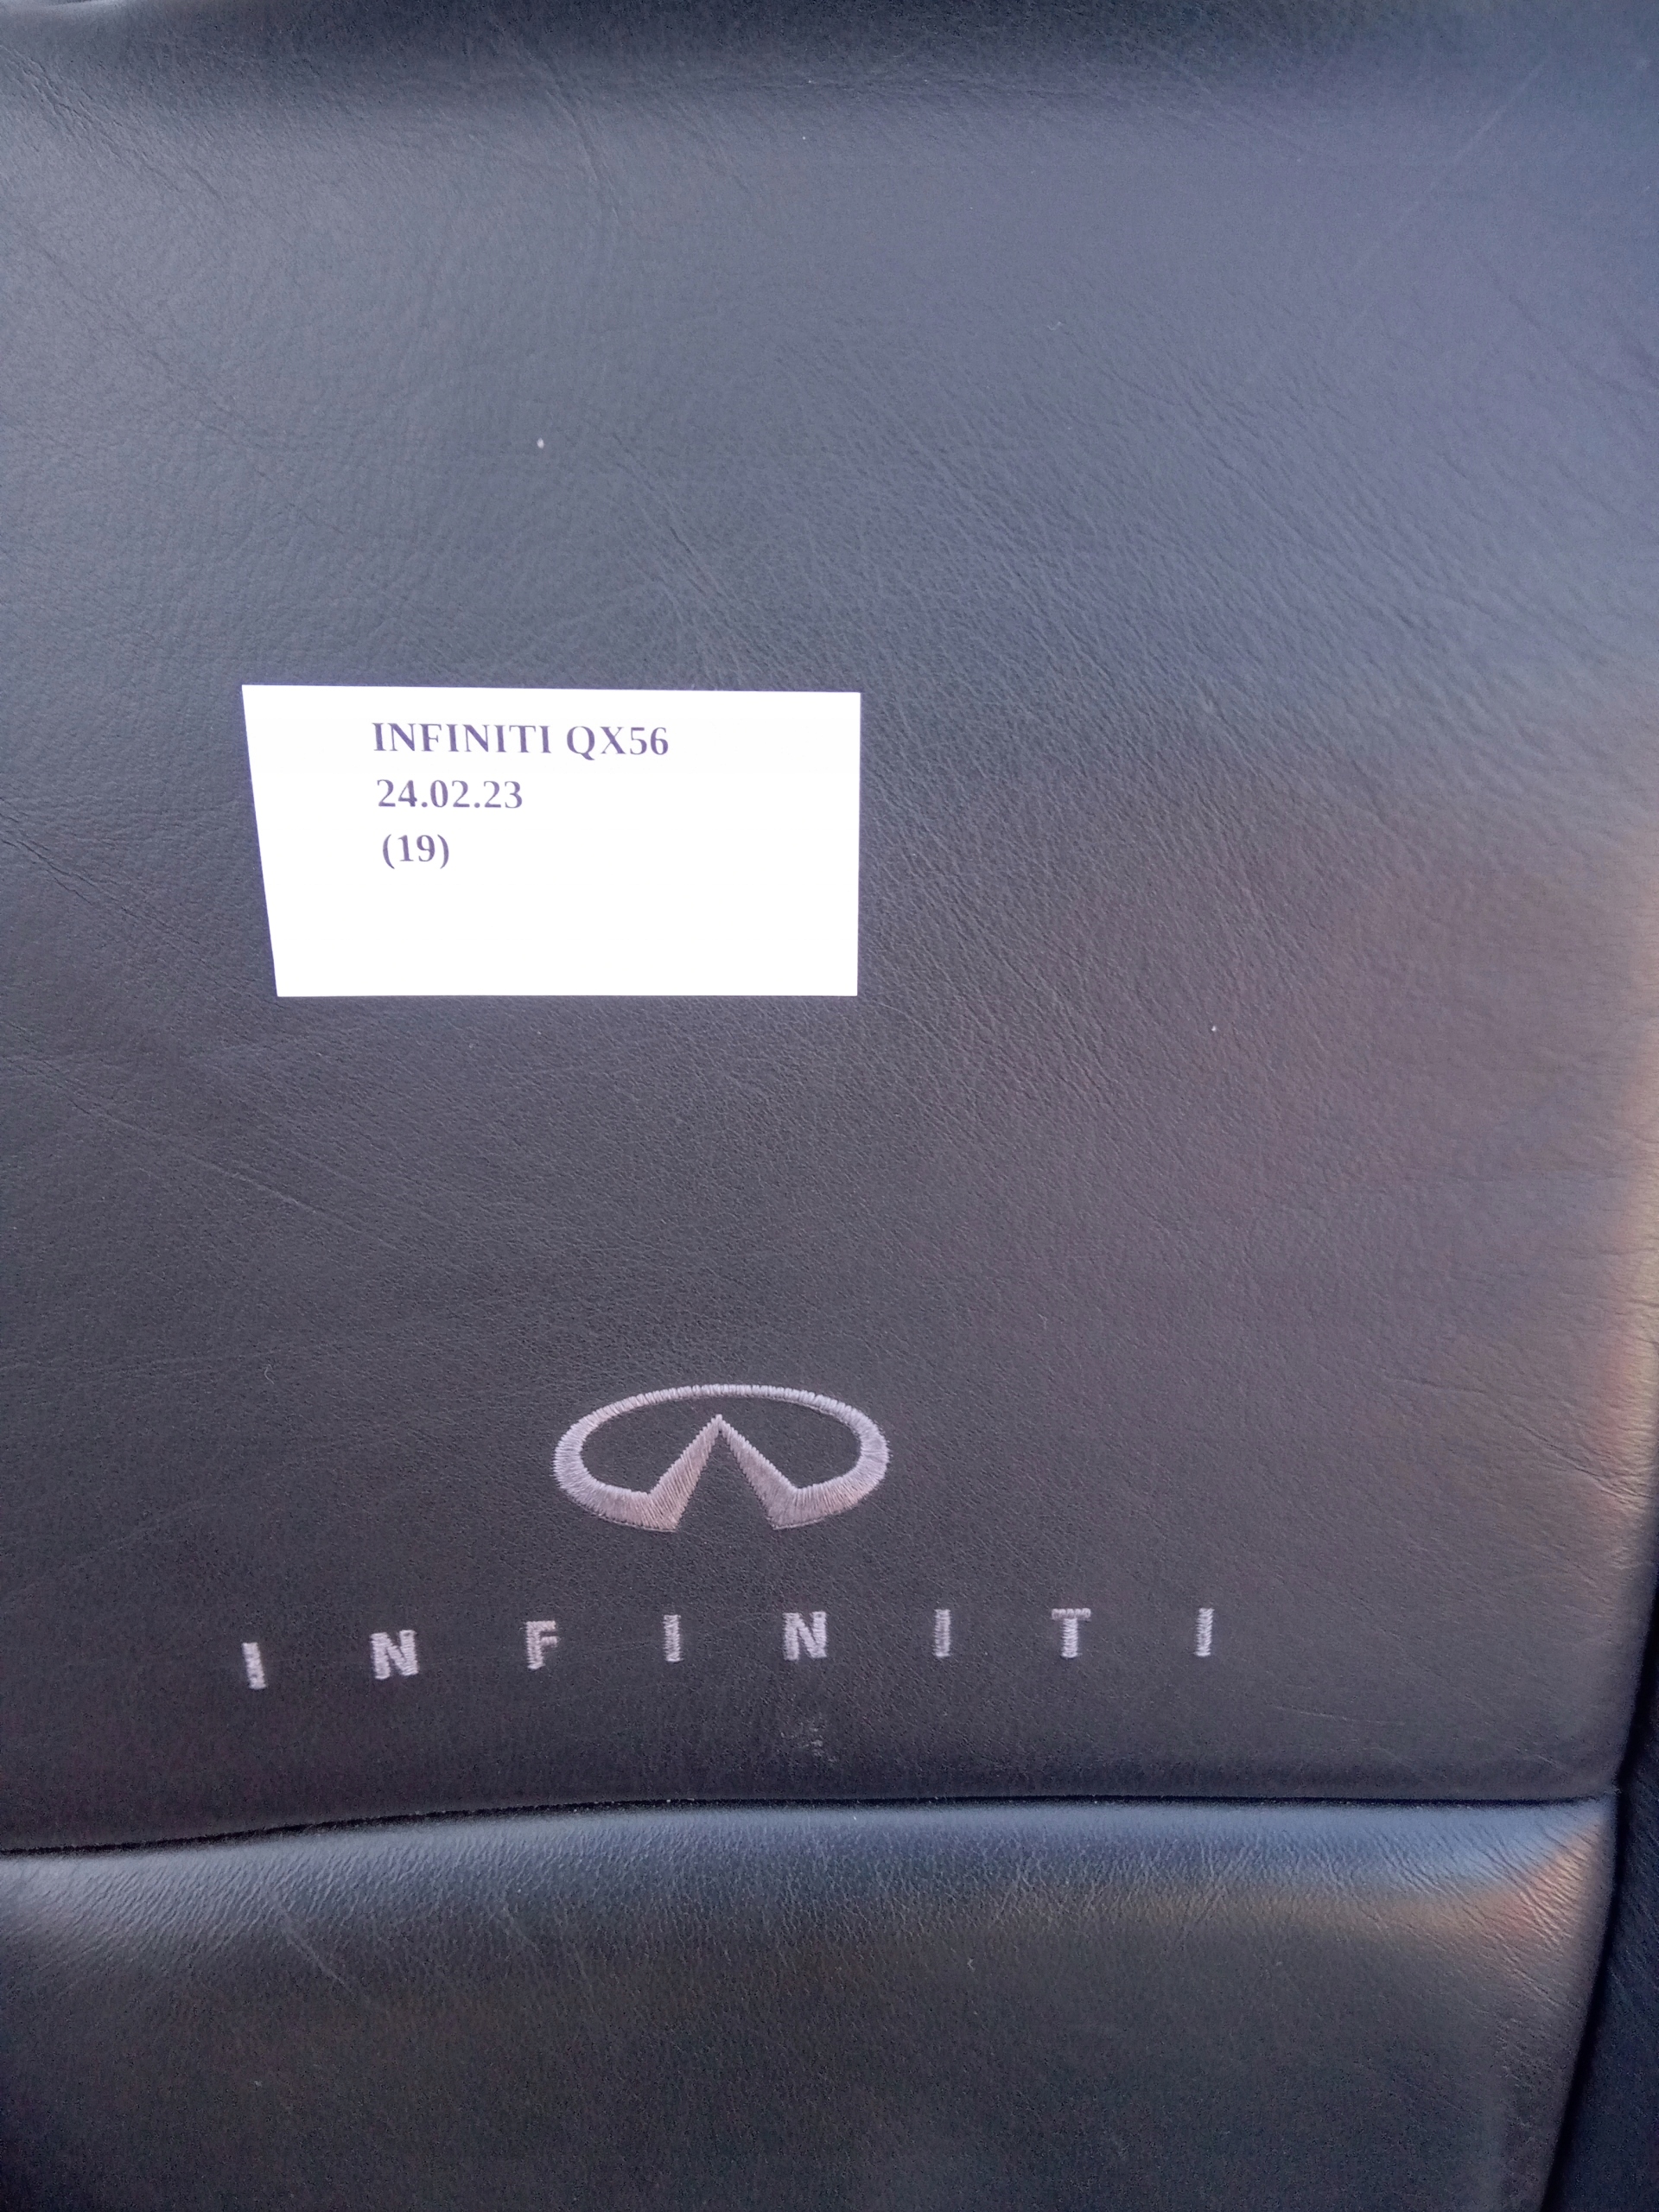 INFINITI QX56
24.02.23
(19)
INFINITI